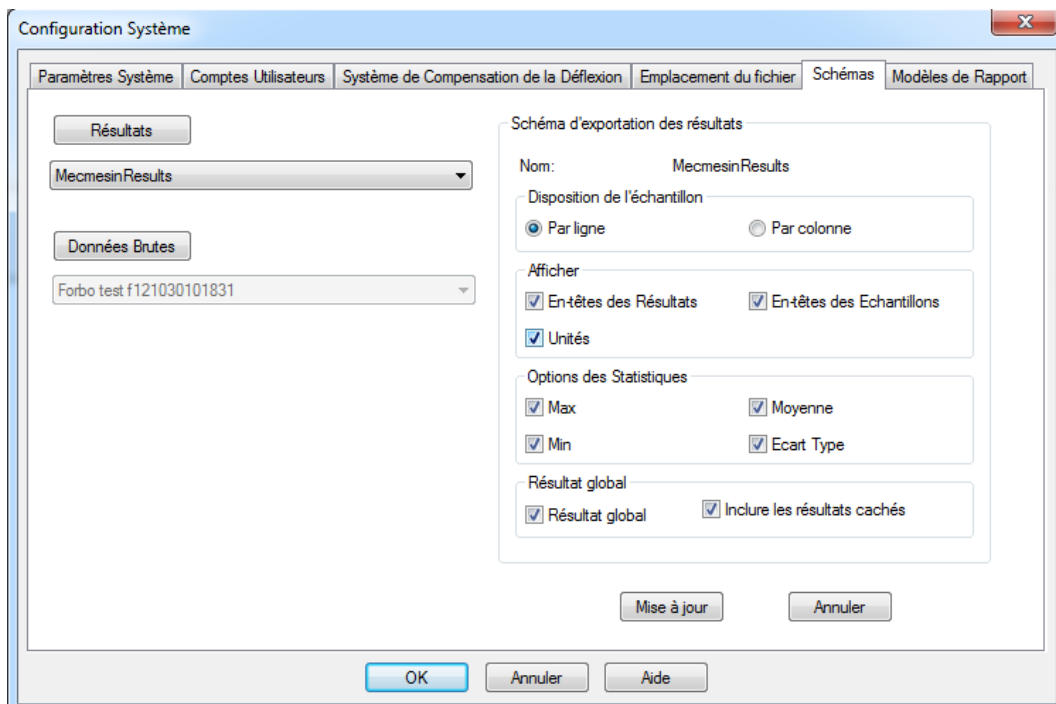 Configuration Système
Paramètres Système
Comptes Utilisateurs
Système de Compensation de la Déflexion
Emplacement du fichier
Schémas
Modèles de Rapport
Résultats
MecmesinResults
Données Brutes
Forbo test f121030101831
Schéma d'exportation des résultats
Nom: MecmesinResults
Disposition de l'échantillon
Par ligne
Par colonne
Afficher
En-têtes des Résultats
En-têtes des Echantillons
Unités
Options des Statistiques
Max
Moyenne
Min
Ecart Type
Résultat global
Résultat global
Inclure les résultats cachés
Mise à jour
Annuler
OK
Annuler
Aide